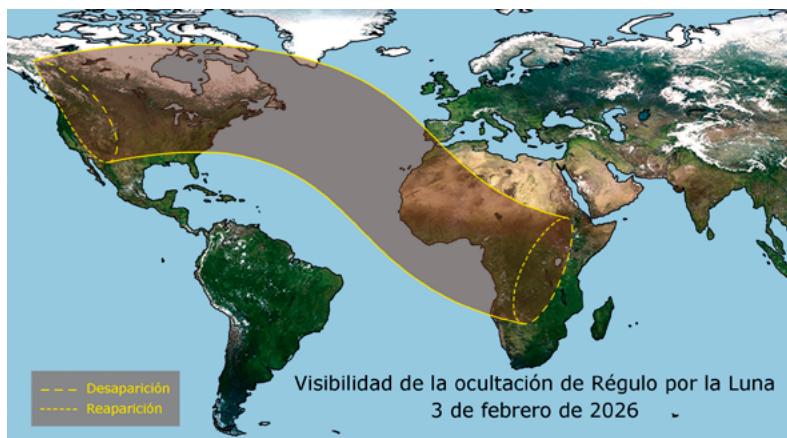 Desaparición
Reaparición
Visibilidad de la ocultación de Régulo por la Luna
3 de febrero de 2026